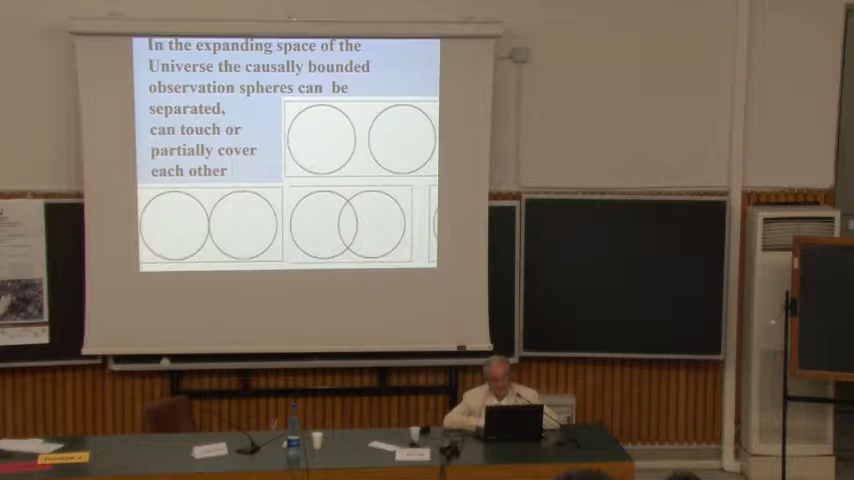 In the expanding space of the
Universe the causally bounded
observation spheres can be
separated,
can touch or
partially cover
each other